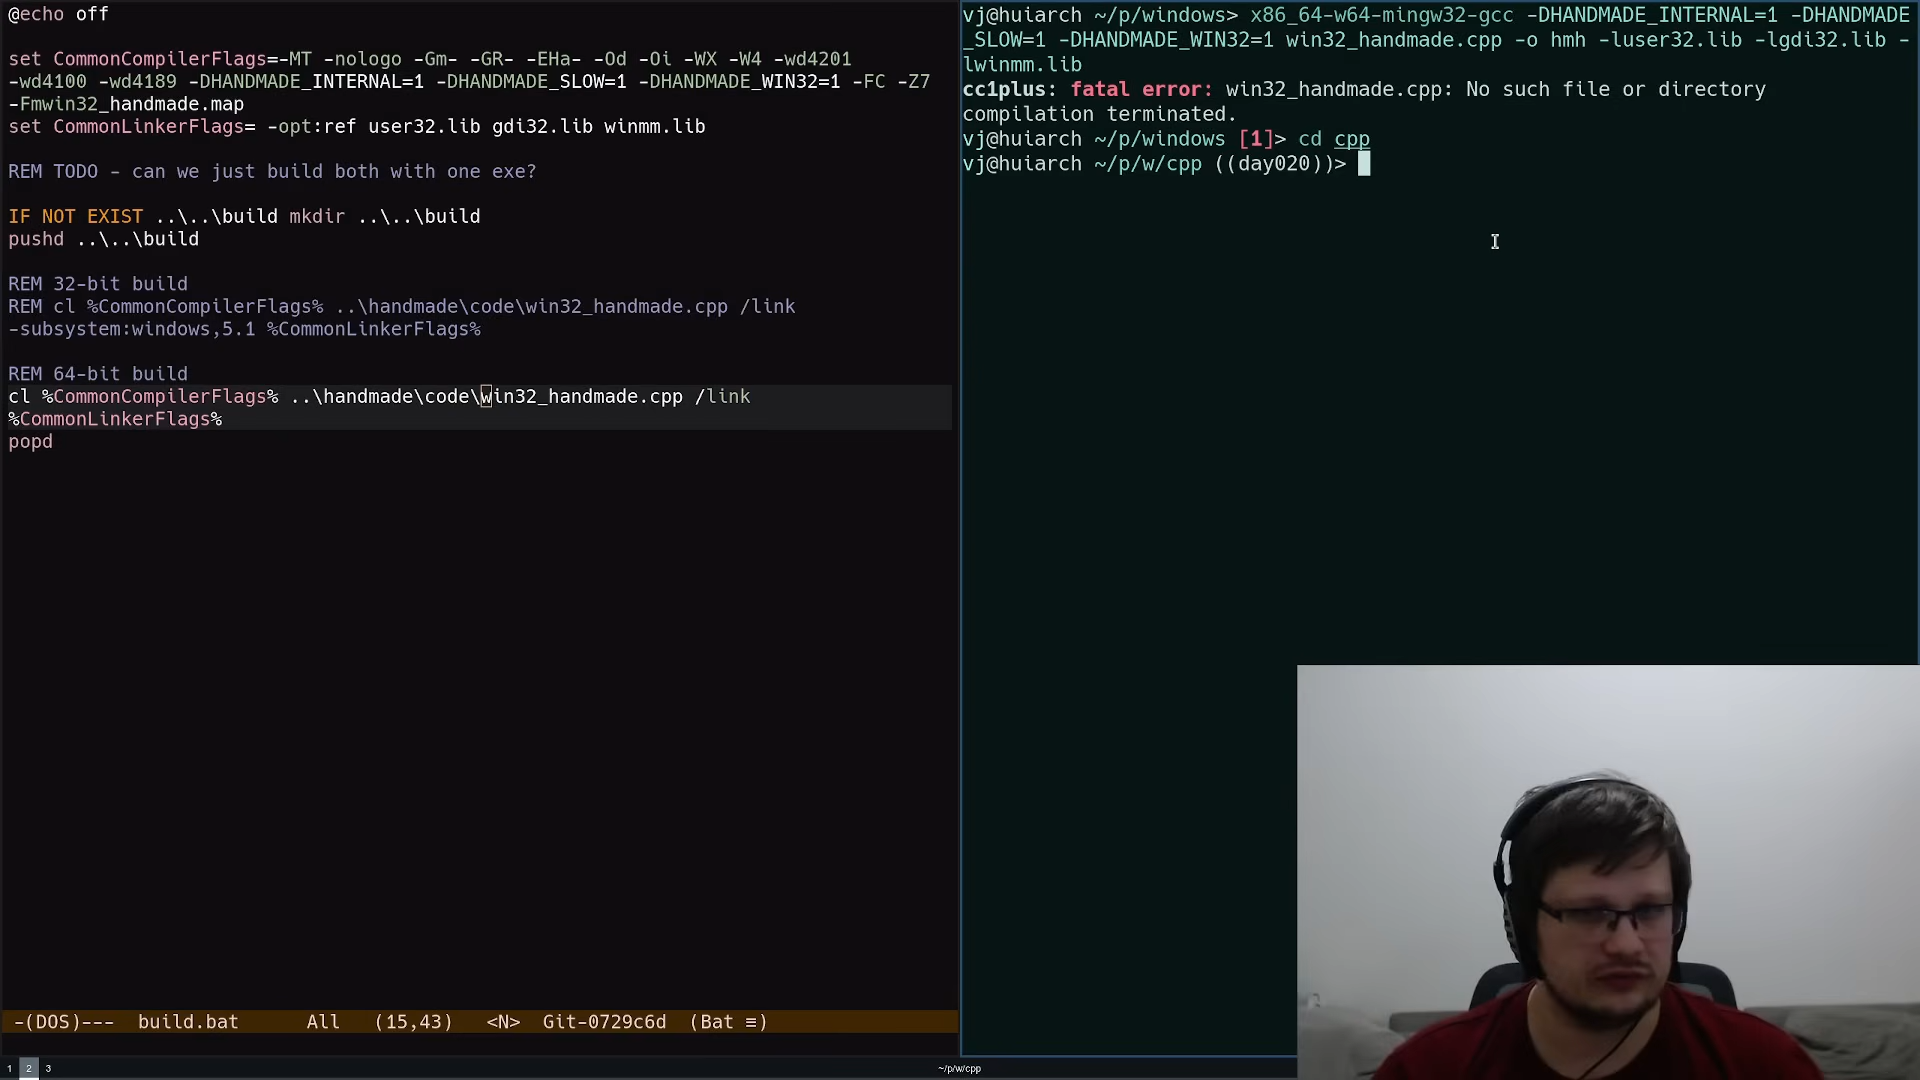 @echo off
set CommonCompilerFlags=-MT -nologo -Gm- -GR- -EHa- -Od -Oi -WX -W4 -wd4201
-wd4100 -wd4189 -DHANDMADE_INTERNAL=1 -DHANDMADE_SLOW=1 -DHANDMADE_WIN32=1 -FC -Z7
-Fmwin32_handmade.map
set CommonLinkerFlags= -opt:ref user32.lib gdi32.lib winmm.lib
REM TODO - can we just build both with one exe?
IF NOT EXIST ..\..\build mkdir ..\..\build
pushd ..\..\build
REM 32-bit build
REM cl %CommonCompilerFlags% ..\handmade\code\win32_handmade.cpp /link
-subsystem:windows,5.1 %CommonLinkerFlags%
REM 64-bit build
cl %CommonCompilerFlags% ..\handmade\code\win32_handmade.cpp /link
%CommonLinkerFlags%
popd
-(DOS)--- build.bat All (15,43) <N> Git-0729c6d (Bat ≡)
vj@huiarch ~/p/windows> x86_64-w64-mingw32-gcc -DHANDMADE_INTERNAL=1 -DHANDMADE
_SLOW=1 -DHANDMADE_WIN32=1 win32_handmade.cpp -o hmh -luser32.lib -lgdi32.lib -
lwinmm.lib
cc1plus: fatal error: win32_handmade.cpp: No such file or directory
compilation terminated.
vj@huiarch ~/p/windows [1]> cd cpp
vj@huiarch ~/p/w/cpp ((day020))>
1 2 3
~/p/w/cpp